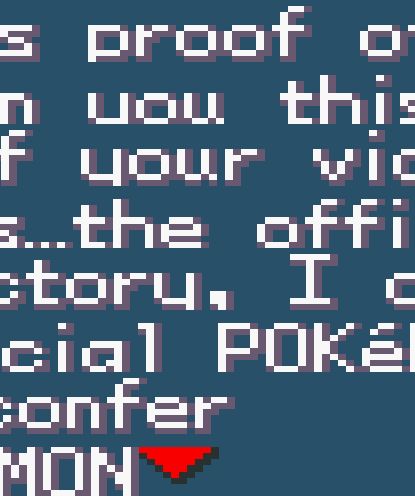 s proof of
n you this
f your vic
s…the offi
ctory, I c
cial POKé
confer
MON